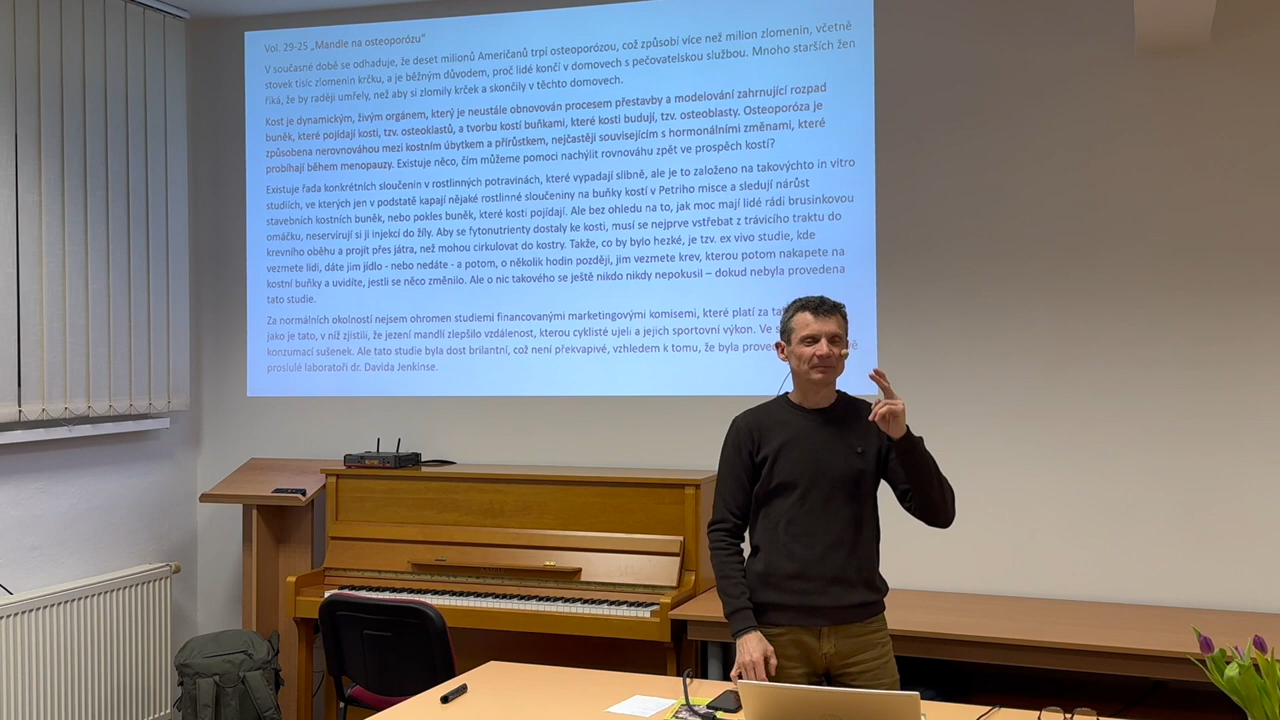 Vol. 29-25 „Mandle na osteoporózu“
V současné době se odhaduje, že deset milionů Američanů trpí osteoporózou, což způsobí více než milion zlomenin, včetně
stovek tisíc zlomenin krčku, a je běžným důvodem, proč lidé končí v domovech s pečovatelskou službou. Mnoho starších žen
říká, že by raději umřely, než aby si zlomily krček a skončily v těchto domovech.
Kost je dynamickým, živým orgánem, který je neustále obnovován procesem přestavby a modelování zahrnující rozpad
buněk, které pojídají kosti, tzv. osteoklastů, a tvorbu kostí buňkami, které kosti budují, tzv. osteoblasty. Osteoporóza je
způsobena nerovnováhou mezi kostním úbytkem a přírůstkem, nejčastěji souvisejícím s hormonálními změnami, které
probíhají během menopauzy. Existuje něco, čím můžeme pomoci nachýlit rovnováhu zpět ve prospěch kostí?
Existuje řada konkrétních sloučenin v rostlinných potravinách, které vypadají slibně, ale je to založeno na takovýchto in vitro
studiích, ve kterých jen v podstatě kapají nějaké rostlinné sloučeniny na buňky kostí v Petriho misce a sledují nárůst
stavebních kostních buněk, nebo pokles buněk, které kosti pojídají. Ale bez ohledu na to, jak moc mají lidé rádi brusinkovou
omáčku, neservírují si ji injekcí do žíly. Aby se fytonutrienty dostaly ke kosti, musí se nejprve vstřebat z trávicího traktu do
krevního oběhu a projít přes játra, než mohou cirkulovat do kostry. Takže, co by bylo hezké, je tzv. ex vivo studie, kde
vezmete lidi, dáte jim jídlo - nebo nedáte - a potom, o několik hodin později, jim vezmete krev, kterou potom nakapete na
kostní buňky a uvidíte, jestli se něco změnilo. Ale o nic takového se ještě nikdo nikdy nepokusil – dokud nebyla provedena
tato studie.
Za normálních okolností nejsem ohromen studiemi financovanými marketingovými komisemi, které platí za
jako je tato, v níž zjistili, že jezení mandlí zlepšilo vzdálenost, kterou cyklisté ujeli a jejich sportovní výkon. Ve
konzumací sušenek. Ale tato studie byla dost brilantní, což není překvapivé, vzhledem k tomu, že byla
proslulé laboratoři dr. Davida Jenkinse.